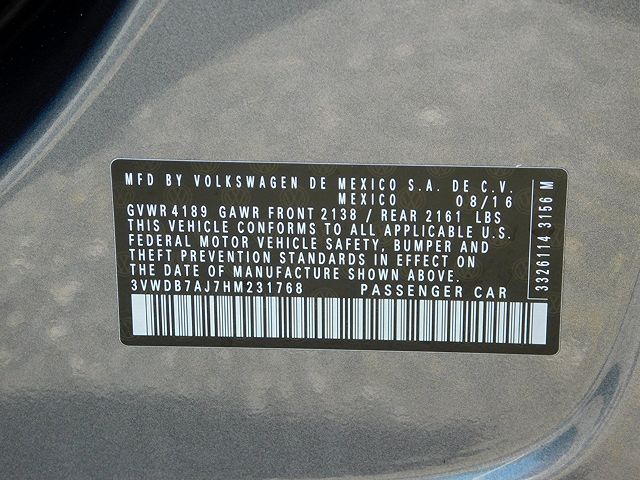 MFD BY VOLKSWAGEN DE MEXICO S.A. DE C.V.
MEXICO 08/16
GVWR 4189 GAWR FRONT 2138 / REAR 2161 LBS
THIS VEHICLE CONFORMS TO ALL APPLICABLE U.S.
FEDERAL MOTOR VEHICLE SAFETY, BUMPER AND
THEFT PREVENTION STANDARDS IN EFFECT ON
THE DATE OF MANUFACTURE SHOWN ABOVE.
3VWDB7AJ7HM231768 PASSENGER CAR
3326114 3156 M